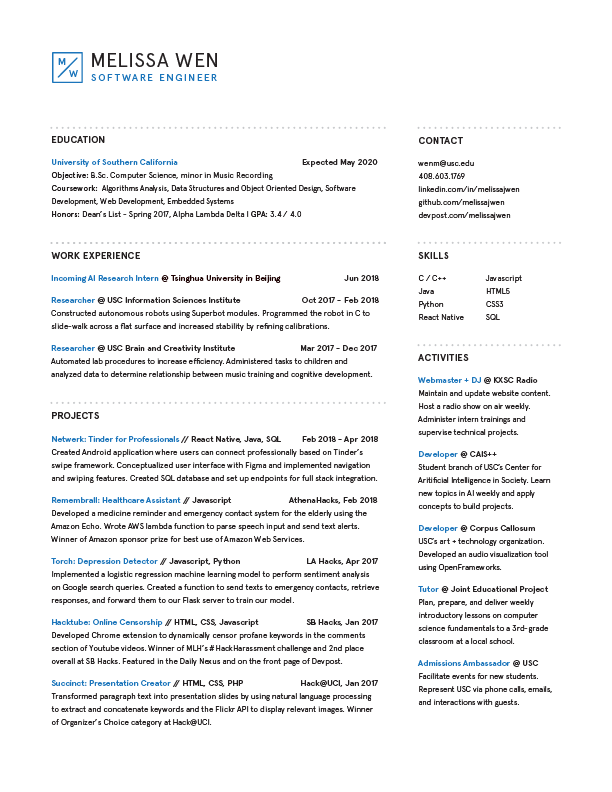 M
W
MELISSA WEN
SOFTWARE ENGINEER
EDUCATION
University of Southern California Expected May 2020
Objective: B.Sc. Computer Science, minor in Music Recording
Coursework: Algorithms Analysis, Data Structures and Object Oriented Design, Software
Development, Web Development, Embedded Systems
Honors: Dean's List - Spring 2017, Alpha Lambda Delta | GPA: 3.4 / 4.0
WORK EXPERIENCE
Incoming AI Research Intern @ Tsinghua University in Beijing Jun 2018
Researcher @ USC Information Sciences Institute Oct 2017 - Feb 2018
Constructed autonomous robots using Superbot modules. Programmed the robot in C to
slide-walk across a flat surface and increased stability by refining calibrations.
Researcher @ USC Brain and Creativity Institute Mar 2017 - Dec 2017
Automated lab procedures to increase efficiency. Administered tasks to children and
analyzed data to determine relationship between music training and cognitive development.
PROJECTS
Netwerk: Tinder for Professionals // React Native, Java, SQL Feb 2018 - Apr 2018
Created Android application where users can connect professionally based on Tinder's
swipe framework. Conceptualized user interface with Figma and implemented navigation
and swiping features. Created SQL database and set up endpoints for full stack integration.
Remembrall: Healthcare Assistant // Javascript AthenaHacks, Feb 2018
Developed a medicine reminder and emergency contact system for the elderly using the
Amazon Echo. Wrote AWS lambda function to parse speech input and send text alerts.
Winner of Amazon sponsor prize for best use of Amazon Web Services.
Torch: Depression Detector // Javascript, Python LA Hacks, Apr 2017
Implemented a logistic regression machine learning model to perform sentiment analysis
on Google search queries. Created a function to send texts to emergency contacts, retrieve
responses, and forward them to our Flask server to train our model.
Hacktube: Online Censorship // HTML, CSS, Javascript SB Hacks, Jan 2017
Developed Chrome extension to dynamically censor profane keywords in the comments
section of Youtube videos. Winner of MLH's #HackHarassment challenge and 2nd place
overall at SB Hacks. Featured in the Daily Nexus and on the front page of Devpost.
Succinct: Presentation Creator // HTML, CSS, PHP Hack@UCI, Jan 2017
Transformed paragraph text into presentation slides by using natural language processing
to extract and concatenate keywords and the Flickr API to display relevant images. Winner
of Organizer's Choice category at Hack@UCI.
CONTACT
wenm@usc.edu
408.603.1769
linkedin.com/in/melissajwen
github.com/melissajwen
devpost.com/melissajwen
SKILLS
C / C++ Javascript
Java HTML5
Python CSS3
React Native SQL
ACTIVITIES
Webmaster + DJ @ KXSC Radio
Maintain and update website content.
Host a radio show on air weekly.
Administer intern trainings and
supervise technical projects.
Developer @ CAIS++
Student branch of USC's Center for
Aritificial Intelligence in Society. Learn
new topics in AI weekly and apply
concepts to build projects.
Developer @ Corpus Callosum
USC's art + technology organization.
Developed an audio visualization tool
using OpenFrameworks.
Tutor @ Joint Educational Project
Plan, prepare, and deliver weekly
introductory lessons on computer
science fundamentals to a 3rd-grade
classroom at a local school.
Admissions Ambassador @ USC
Facilitate events for new students.
Represent USC via phone calls, emails,
and interactions with guests.